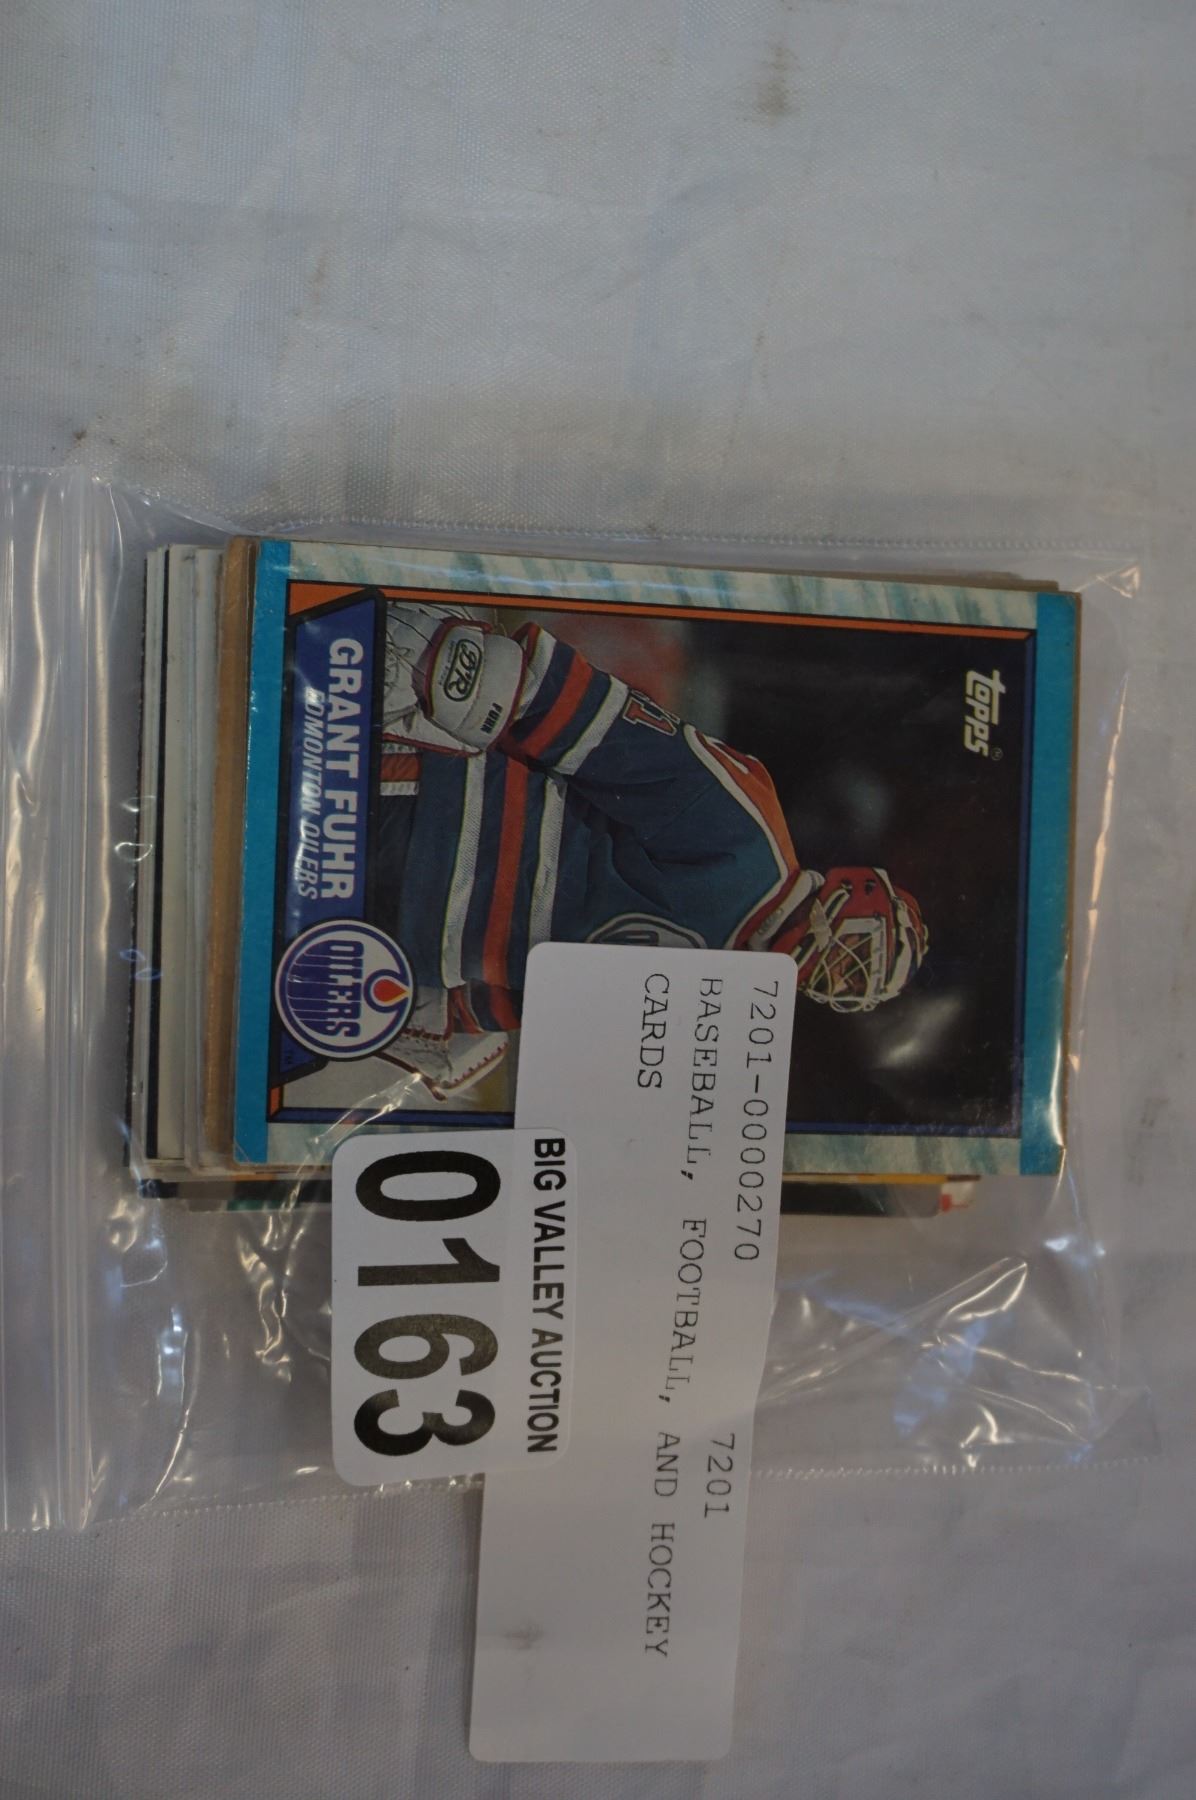 topps
GRANT FUHR
EDMONTON OILERS
OILERS
FUHR
31
7201-0000270 7201
BASEBALL, FOOTBALL, AND HOCKEY
CARDS
BIG VALLEY AUCTION
0163